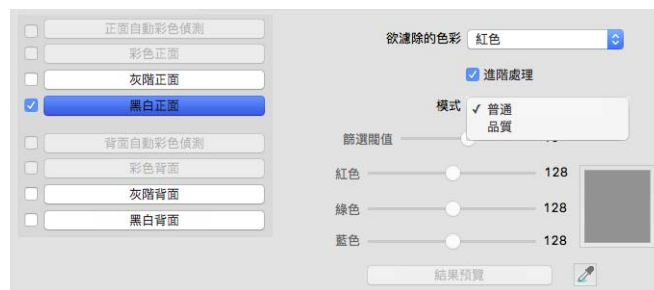 正面自動彩色偵測
彩色正面
灰階正面
黑白正面
背面自動彩色偵測
彩色背面
灰階背面
黑白背面
欲濾除的色彩 紅色
進階處理
模式 ✓ 普通
品質
篩選閥值
紅色 128
綠色 128
藍色 128
結果預覽